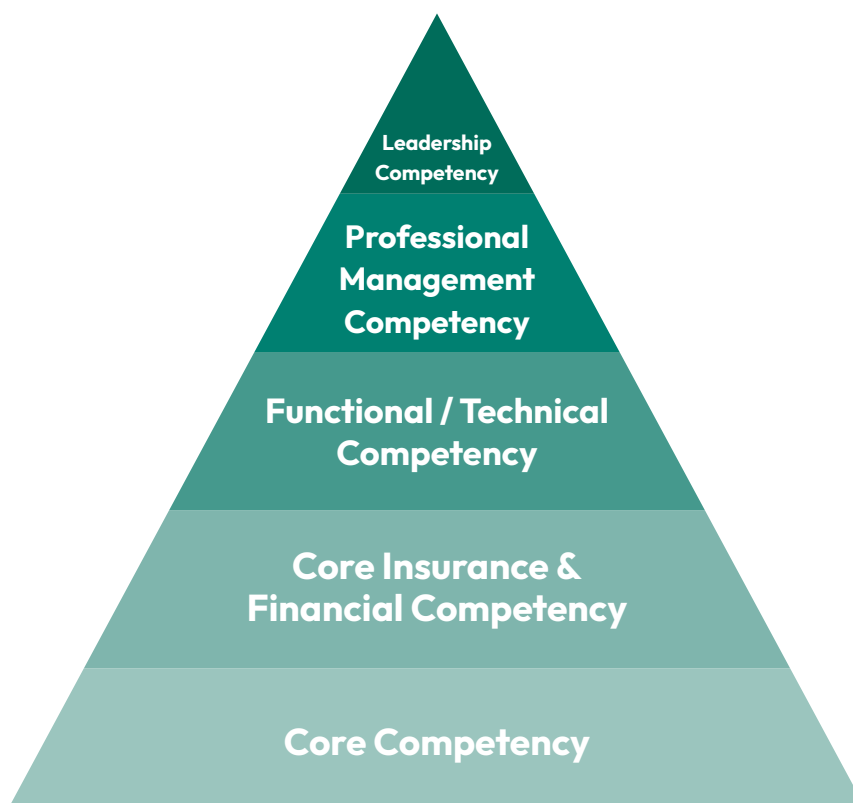 Leadership
Competency
Professional
Management
Competency
Functional / Technical
Competency
Core Insurance &
Financial Competency
Core Competency